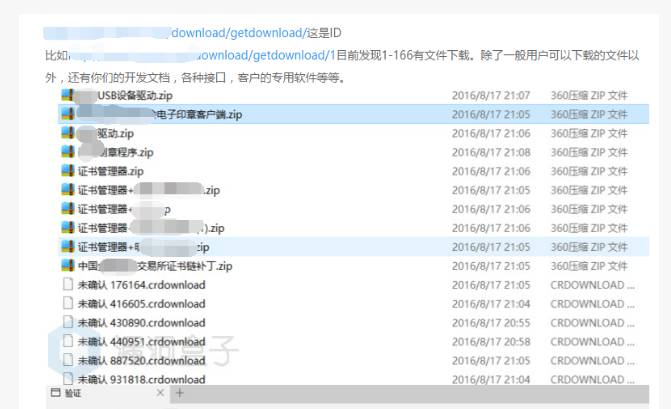 download/getdownload/这是ID
比如 download/getdownload/1目前发现1-166有文件下载。除了一般用户可以下载的文件以
外，还有你们的开发文档，各种接口，客户的专用软件等等。
USB设备驱动.zip 2016/8/17 21:07 360压缩 ZIP 文件
电子印章客户端.zip 2016/8/17 21:05 360压缩 ZIP 文件
驱动.zip 2016/8/17 21:06 360压缩 ZIP 文件
制章程序.zip 2016/8/17 21:08 360压缩 ZIP 文件
证书管理器.zip 2016/8/17 21:06 360压缩 ZIP 文件
证书管理器+ .zip 2016/8/17 21:05 360压缩 ZIP 文件
证书管理器+ p 2016/8/17 21:06 360压缩 ZIP 文件
证书管理器+ ).zip 2016/8/17 21:06 360压缩 ZIP 文件
证书管理器+ zip 2016/8/17 21:05 360压缩 ZIP 文件
中国 交易所证书链补丁.zip 2016/8/17 21:05 360压缩 ZIP 文件
未确认 176164.crdownload 2016/8/17 21:05 CRDOWNLOAD ...
未确认 416605.crdownload 2016/8/17 21:04 CRDOWNLOAD ...
未确认 430890.crdownload 2016/8/17 20:55 CRDOWNLOAD ...
未确认 440951.crdownload 2016/8/17 20:58 CRDOWNLOAD ...
未确认 887520.crdownload 2016/8/17 21:05 CRDOWNLOAD ...
未确认 931818.crdownload 2016/8/17 21:04 CRDOWNLOAD ...
漏洞盒子
验证 × +